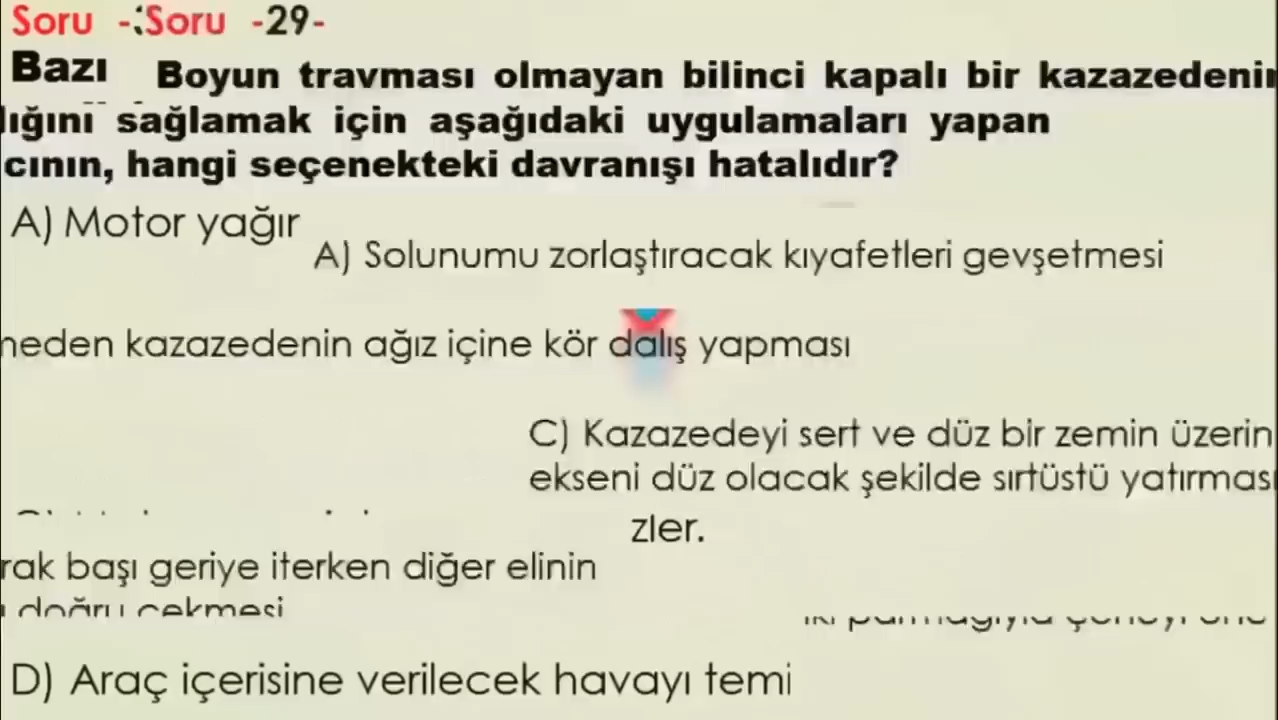 Soru -Soru -29-
Bazı Boyun travması olmayan bilinci kapalı bir kazazedenin
lığını sağlamak için aşağıdaki uygulamaları yapan
cının, hangi seçenekteki davranışı hatalıdır?
A) Motor yağır
A) Solunumu zorlaştıracak kıyafetleri gevşetmesi
meden kazazedenin ağız içine kör dalış yapması
C) Kazazedeyi sert ve düz bir zemin üzerin
ekseni düz olacak şekilde sırtüstü yatırması
zler.
rak başı geriye iterken diğer elinin
doğru çekmesi
D) Araç içerisine verilecek havayı temi